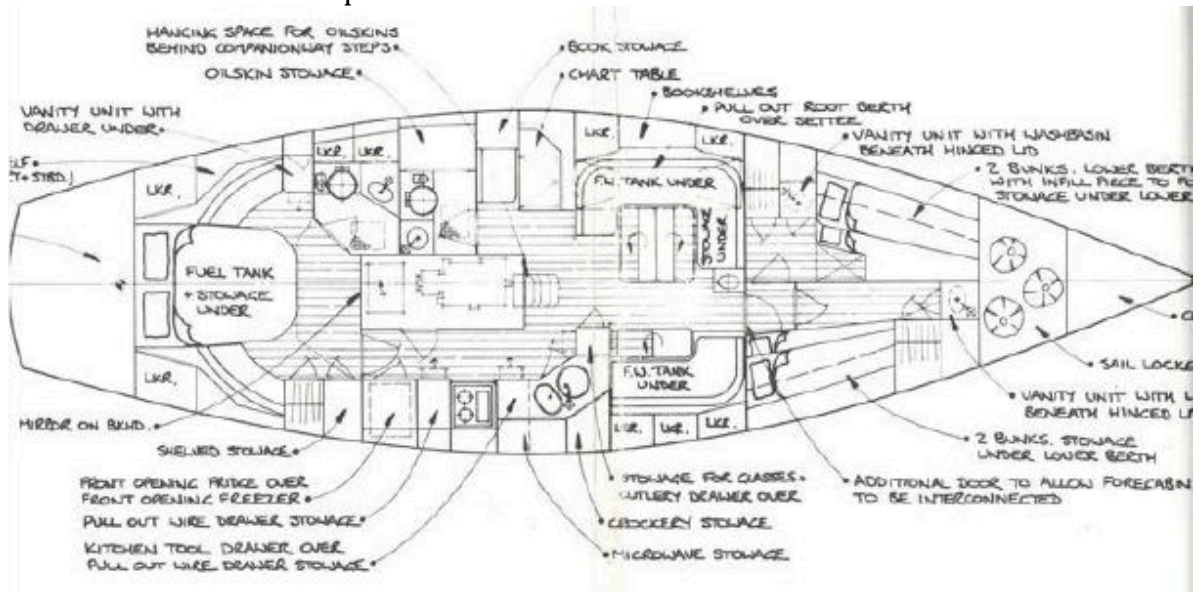 HANGING SPACE FOR OILSKINS
BEHIND COMPANIONWAY STEPS
OILSKIN STOWAGE
BOOK STOWAGE
CHART TABLE
BOOKSHELVES
PULL OUT ROOT BERTH
OVER SETTEE
VANITY UNIT WITH
DRAWER UNDER
VANITY UNIT WITH WASHBASIN
BENEATH HINGED LID
2 BUNKS. LOWER BERTH
WITH INFILL PIECE TO
STOWAGE UNDER LOWER
ELF
LKR.
LKR.
LKR.
LKR.
LKR.
F.W. TANK UNDER
STOWAGE
UNDER
FUEL TANK
+ STOWAGE
UNDER
F.W. TANK
UNDER
LKR.
LKR.
LKR.
LKR.
SAIL LOCKE
VANITY UNIT WITH W
BENEATH HINGED LI
MIRROR ON BKHD.
SHELVED STOWAGE
2 BUNKS. STOWAGE
UNDER LOWER BERTH
FRONT OPENING FRIDGE OVER
FRONT OPENING FREEZER
STOWAGE FOR GLASSES.
CUTLERY DRAWER OVER
ADDITIONAL DOOR TO ALLOW FORECABIN
TO BE INTERCONNECTED
PULL OUT WIRE DRAWER STOWAGE
CROCKERY STOWAGE
KITCHEN TOOL DRAWER OVER
PULL OUT WIRE DRAWER STOWAGE
MICROWAVE STOWAGE